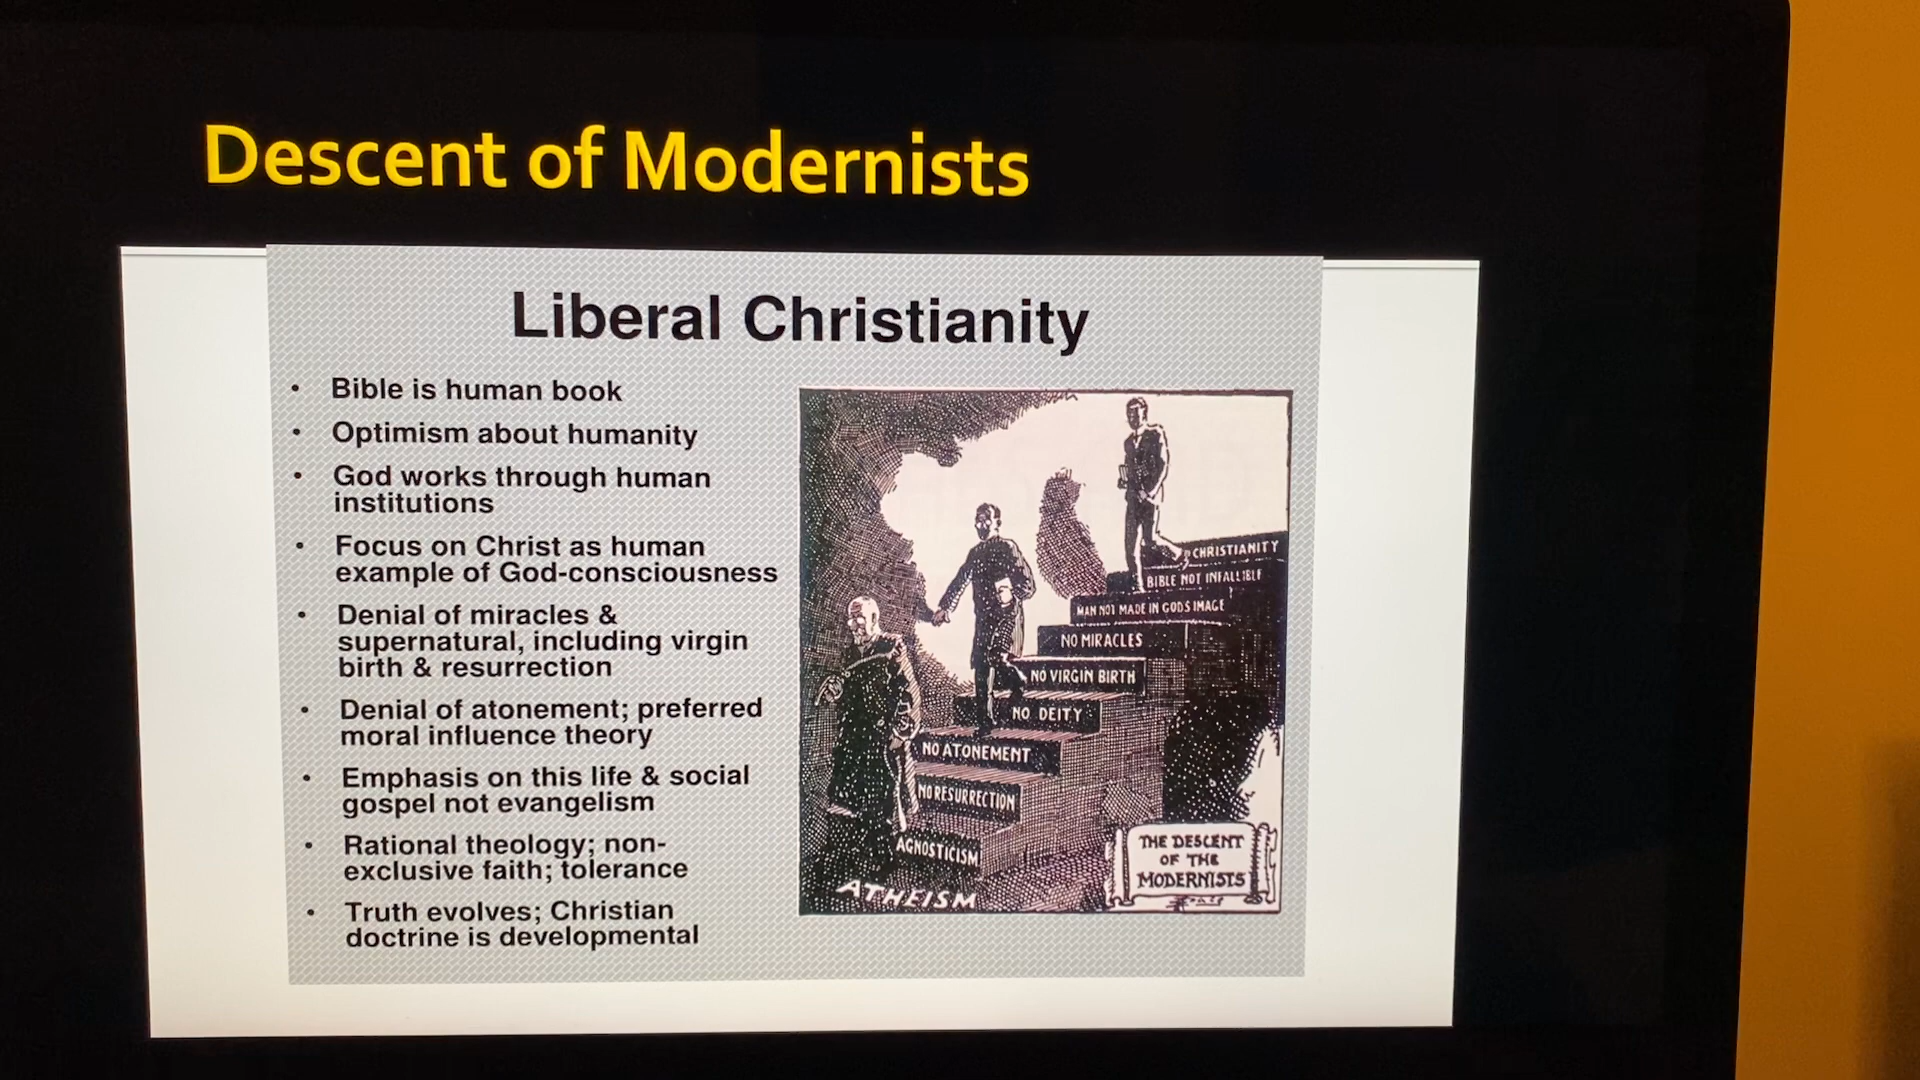 Descent of Modernists
Liberal Christianity
• Bible is human book
• Optimism about humanity
• God works through human
institutions
• Focus on Christ as human
example of God-consciousness
• Denial of miracles &
supernatural, including virgin
birth & resurrection
• Denial of atonement; preferred
moral influence theory
• Emphasis on this life & social
gospel not evangelism
• Rational theology; non-
exclusive faith; tolerance
• Truth evolves; Christian
doctrine is developmental
CHRISTIANITY
BIBLE NOT INFALLIBLE
MAN NOT MADE IN GODS IMAGE
NO MIRACLES
NO VIRGIN BIRTH
NO DEITY
NO ATONEMENT
NO RESURRECTION
AGNOSTICISM
ATHEISM
THE DESCENT
OF THE
MODERNISTS